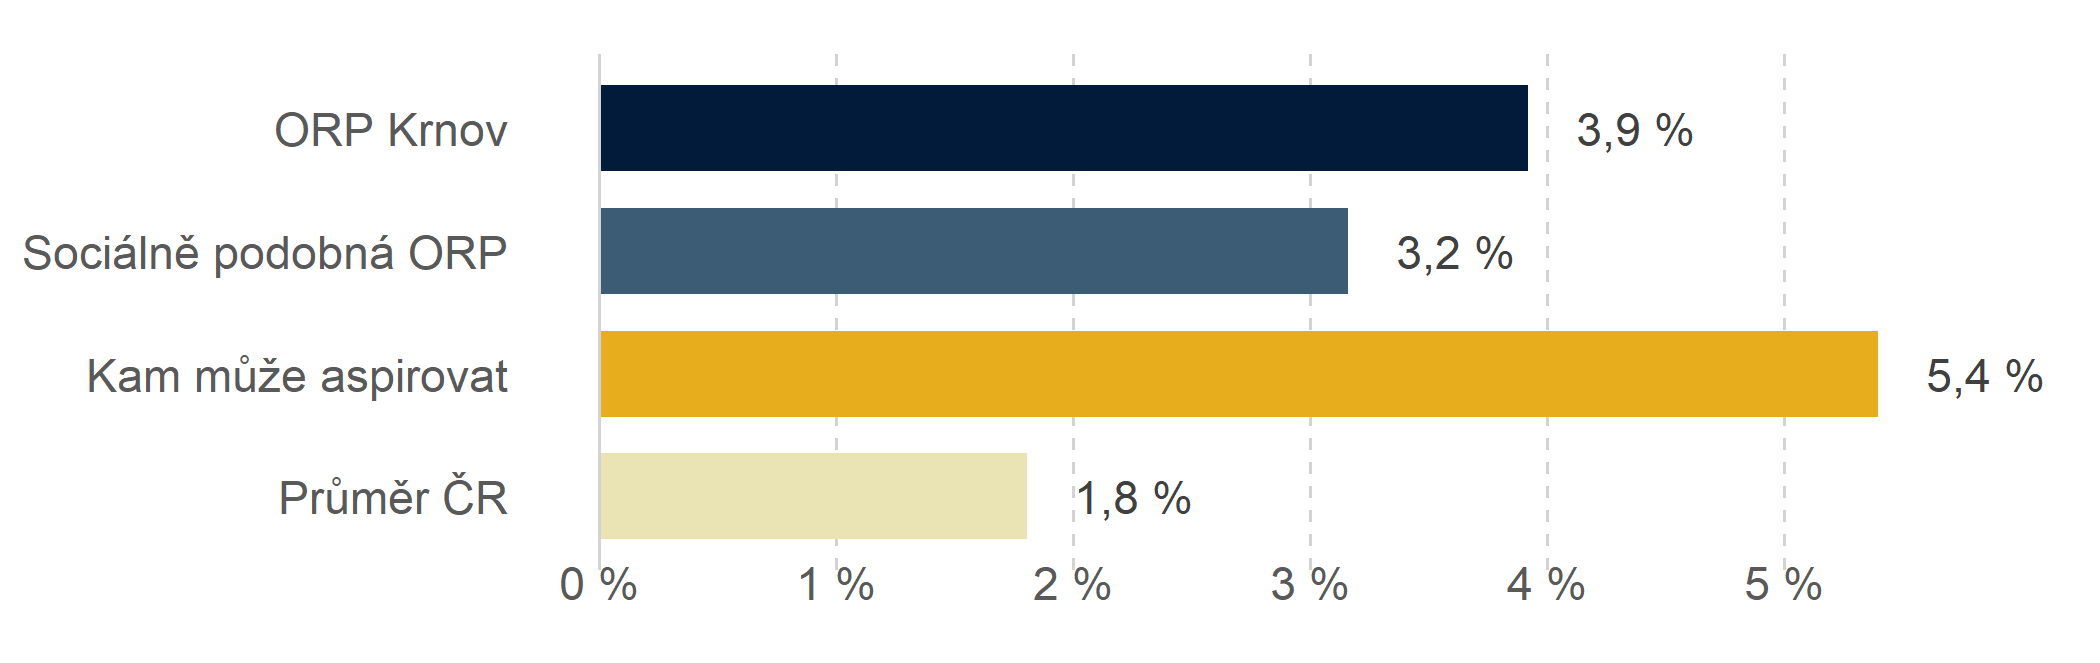 ORP Krnov 3,9 %
Sociálně podobná ORP 3,2 %
Kam může aspirovat 5,4 %
Průměr ČR 1,8 %
0 % 1 % 2 % 3 % 4 % 5 %